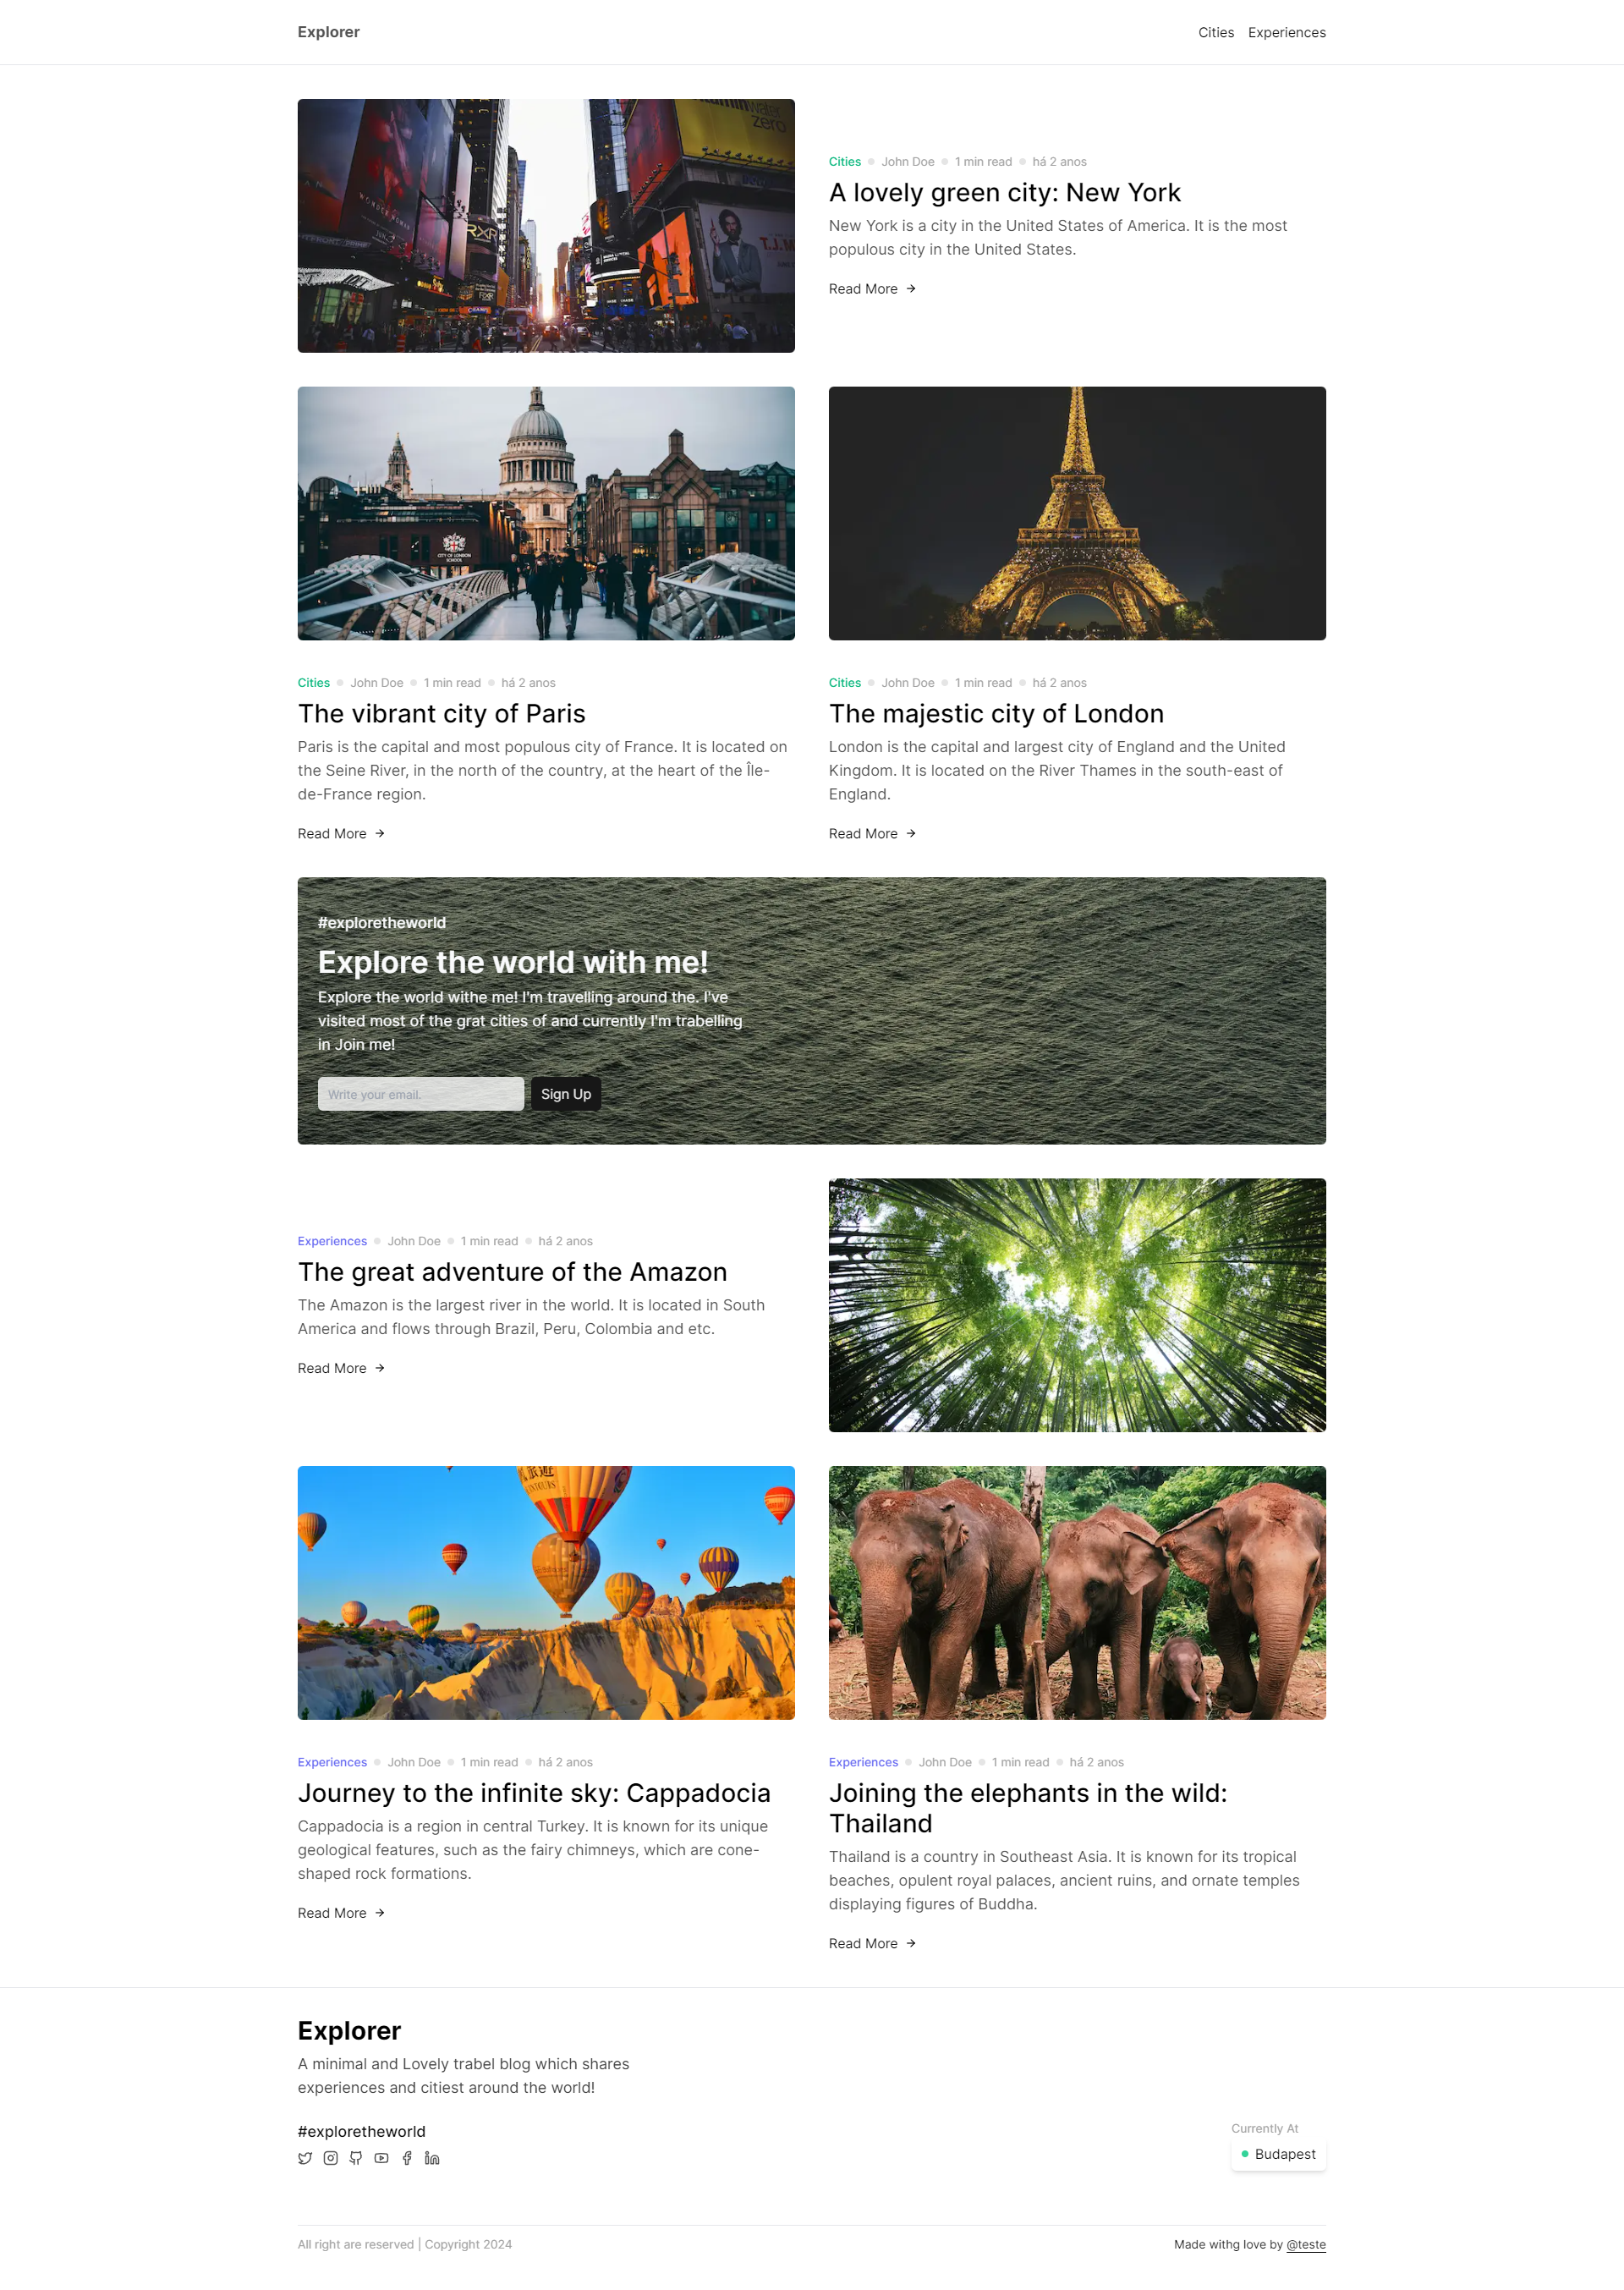 Explorer
Cities Experiences
WONDER WOMAN
RXP
RXR
zero
T.J.M
Cities John Doe 1 min read há 2 anos
A lovely green city: New York
New York is a city in the United States of America. It is the most
populous city in the United States.
Read More
CITY OF LONDON
SCHOOL
Cities John Doe 1 min read há 2 anos
The vibrant city of Paris
Paris is the capital and most populous city of France. It is located on
the Seine River, in the north of the country, at the heart of the Île-
de-France region.
Read More
Cities John Doe 1 min read há 2 anos
The majestic city of London
London is the capital and largest city of England and the United
Kingdom. It is located on the River Thames in the south-east of
England.
Read More
#exploretheworld
Explore the world with me!
Explore the world withe me! I'm travelling around the. I've
visited most of the grat cities of and currently I'm trabelling
in Join me!
Write your email.
Sign Up
Experiences John Doe 1 min read há 2 anos
The great adventure of the Amazon
The Amazon is the largest river in the world. It is located in South
America and flows through Brazil, Peru, Colombia and etc.
Read More
Experiences John Doe 1 min read há 2 anos
Journey to the infinite sky: Cappadocia
Cappadocia is a region in central Turkey. It is known for its unique
geological features, such as the fairy chimneys, which are cone-
shaped rock formations.
Read More
Experiences John Doe 1 min read há 2 anos
Joining the elephants in the wild:
Thailand
Thailand is a country in Southeast Asia. It is known for its tropical
beaches, opulent royal palaces, ancient ruins, and ornate temples
displaying figures of Buddha.
Read More
Explorer
A minimal and Lovely trabel blog which shares
experiences and citiest around the world!
#exploretheworld
Currently At
Budapest
All right are reserved | Copyright 2024
Made withg love by @teste